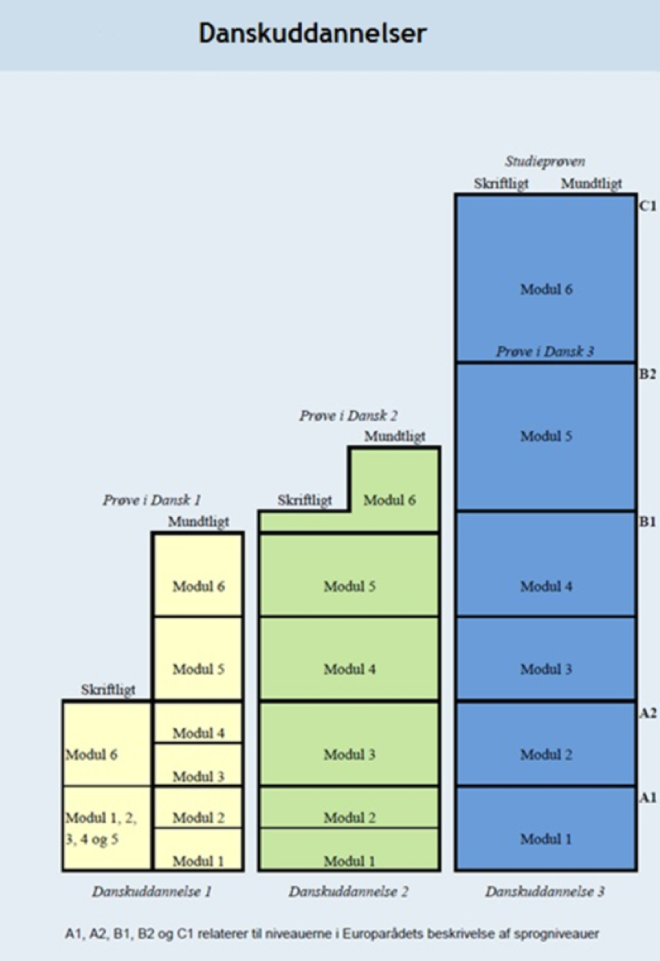 Danskuddannelser
Studieprøven
Skriftligt Mundtligt
C1
Modul 6
Prøve i Dansk 3
B2
Modul 5
B1
Modul 4
Modul 3
A2
Modul 2
A1
Modul 1
Danskuddannelse 3
Prøve i Dansk 2
Mundtligt
Skriftligt
Modul 6
Modul 5
Modul 4
Modul 3
Modul 2
Modul 1
Danskuddannelse 2
Prøve i Dansk 1
Mundtligt
Modul 6
Modul 5
Skriftligt
Modul 4
Modul 6
Modul 3
Modul 1, 2,
3, 4 og 5
Modul 2
Modul 1
Danskuddannelse 1
A1, A2, B1, B2 og C1 relaterer til niveauerne i Europarådets beskrivelse af sprogniveauer